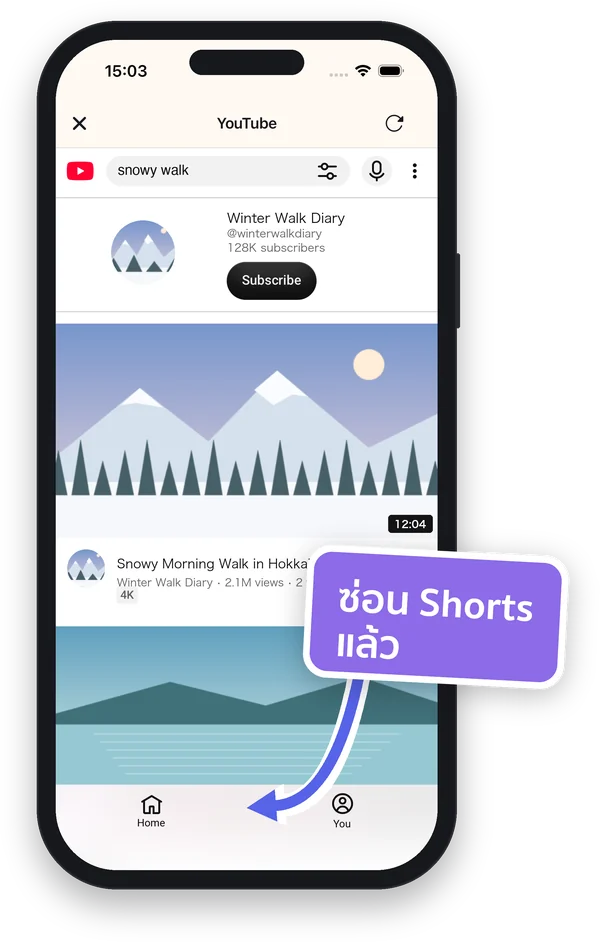 15:03
YouTube
snowy walk
Winter Walk Diary
@winterwalkdiary
128K subscribers
Subscribe
12:04
Snowy Morning Walk in
Winter Walk Diary · 2.1M views · 2
4K
ซ่อน Shorts
แล้ว
Home
You